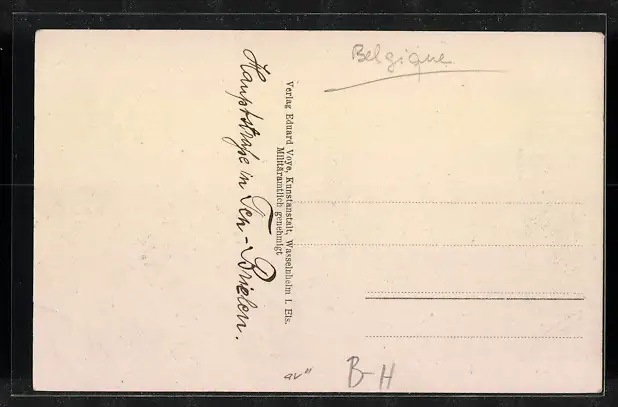 Belgique
Hauptstraße in Ten-Brielen.
Verlag Eduard Voye, Kunstanstalt, Wasselnheim i. Els.
Militäramtlich genehmigt
B-H